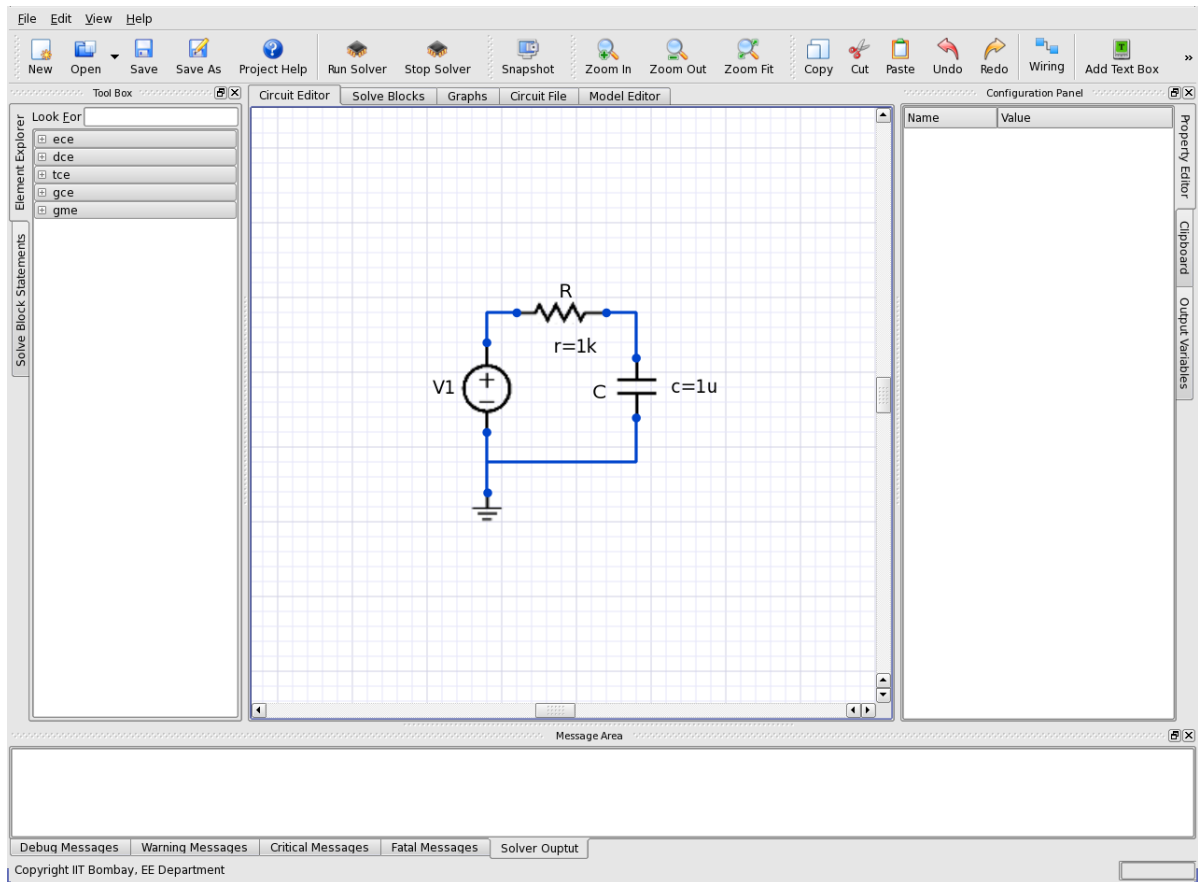 File Edit View Help
New Open Save Save As Project Help Run Solver Stop Solver Snapshot Zoom In Zoom Out Zoom Fit Copy Cut Paste Undo Redo Wiring Add Text Box »
Tool Box
Look For
ece
dce
tce
gce
gme
Element Explorer
Solve Block Statements
Circuit Editor Solve Blocks Graphs Circuit File Model Editor
R
r=1k
V1 + −
C c=1u
Configuration Panel
Name Value
Property Editor
Clipboard
Output Variables
Message Area
Debug Messages Warning Messages Critical Messages Fatal Messages Solver Ouptut
Copyright IIT Bombay, EE Department